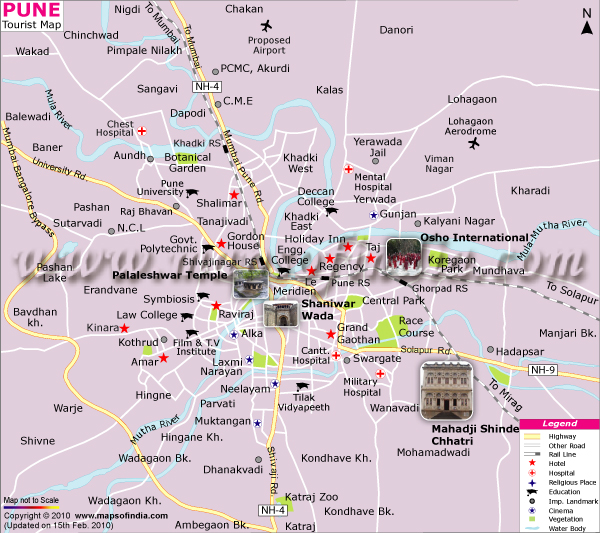 PUNE
Tourist Map
Nigdi
To Mumbai
To Mumbai
Chakan
N
Chinchwad
Proposed
Airport
Danori
Wakad
Pimpale Nilakh
PCMC, Akurdi
Sangavi
NH-4
Kalas
Mula River
C.M.E
Lohagaon
Balewadi
Dapodi
Chest
Hospital
Lohagaon
Aerodrome
Khadki RS
Mumbai Pune Rd.
Yerawada
Jail
Baner
Aundh
Botanical
Garden
Khadki
West
Viman
Nagar
Mumbai Bangalore Bypass
University Rd.
Mental
Hospital
Pune
University
Deccan
College
Yerwada
Kharadi
Shalimar
Pashan
Raj Bhavan
Khadki
East
Gunjan
Kalyani Nagar
Sutarvadi
N.C.L
Tanajivadi
Mula-Mutha River
Govt.
Polytechnic
Gordon
House
Holiday Inn
Taj
Osho International
Engg.
College
Shivajinagar RS
Regency
Koregaon
Park
Mundhava
Pashan
Lake
Palaleshwar Temple
Le
Meridien
Pune RS
Ghorpad RS
To Solapur
Erandvane
Symbiosis
Shaniwar
Wada
Central Park
Bavdhan
kh.
Law College
Raviraj
Race
Course
Kinara
Alka
Grand
Gaothan
Manjari Bk.
Kothrud
Film & T.V
Institute
Solapur Rd.
Hadapsar
Amar
Laxmi
Narayan
Cantt.
Hospital
Swargate
NH-9
Neelayam
Military
Hospital
Hingne
Tilak
Vidyapeeth
To Mirag
Warje
Parvati
Wanavadi
Mutha River
Muktangan
Mahadji Shinde
Chhatri
Shivne
Hingane Kh.
Mohamadwadi
Wadagaon Bk.
Shivaji Rd.
Kondhave Kh.
Dhanakvadi
Wadagaon Kh.
Katraj Zoo
NH-4
Kondhave Bk.
Ambegaon Bk.
Katraj
Legend
Highway
Other Road
Rail Line
Hotel
Hospital
Religious Place
Education
Imp. Landmark
Cinema
Vegetation
Water Body
Map not to Scale
Copyright © 2010 www.mapsofindia.com
(Updated on 15th Feb. 2010)